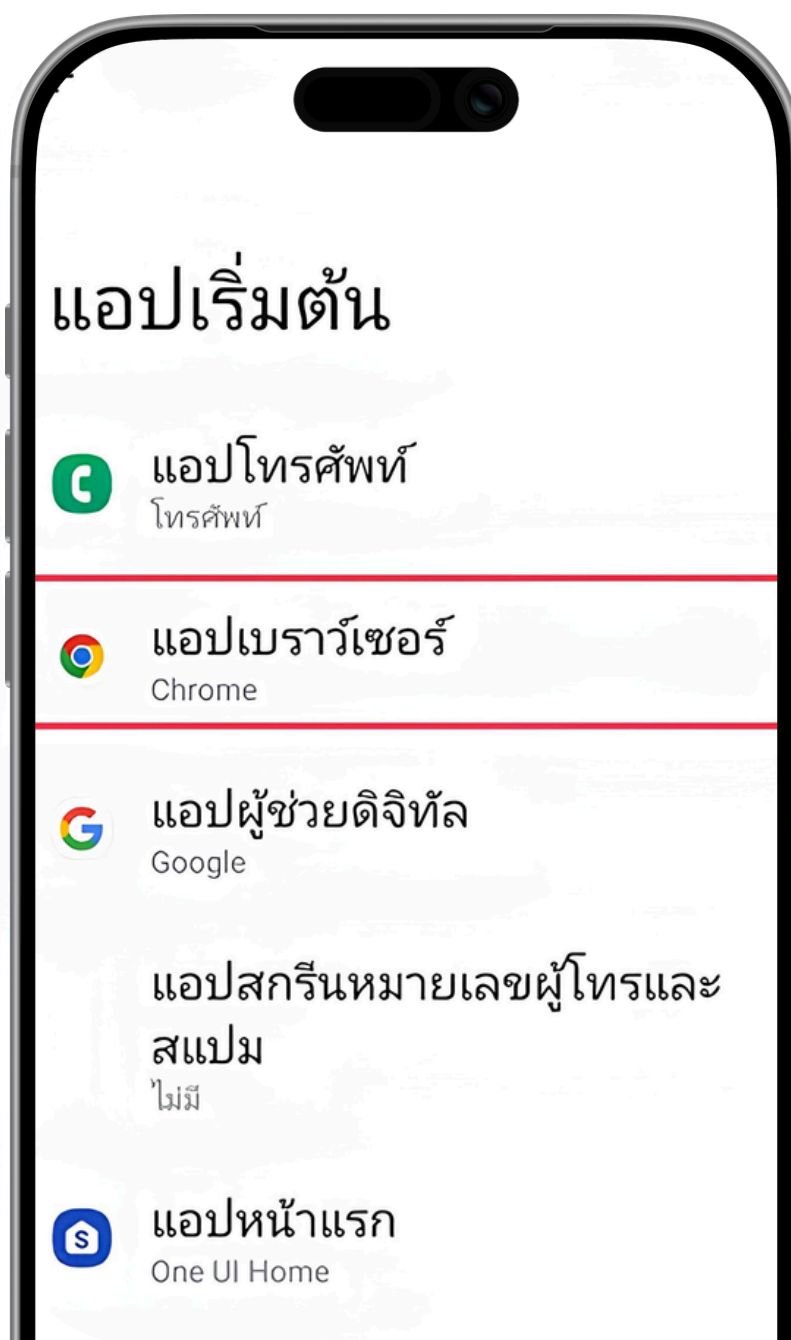 แอปเริ่มต้น
แอปโทรศัพท์
โทรศัพท์
แอปเบราว์เซอร์
Chrome
แอปผู้ช่วยดิจิทัล
Google
แอปสกรีนหมายเลขผู้โทรและ
สแปม
ไม่มี
แอปหน้าแรก
One UI Home